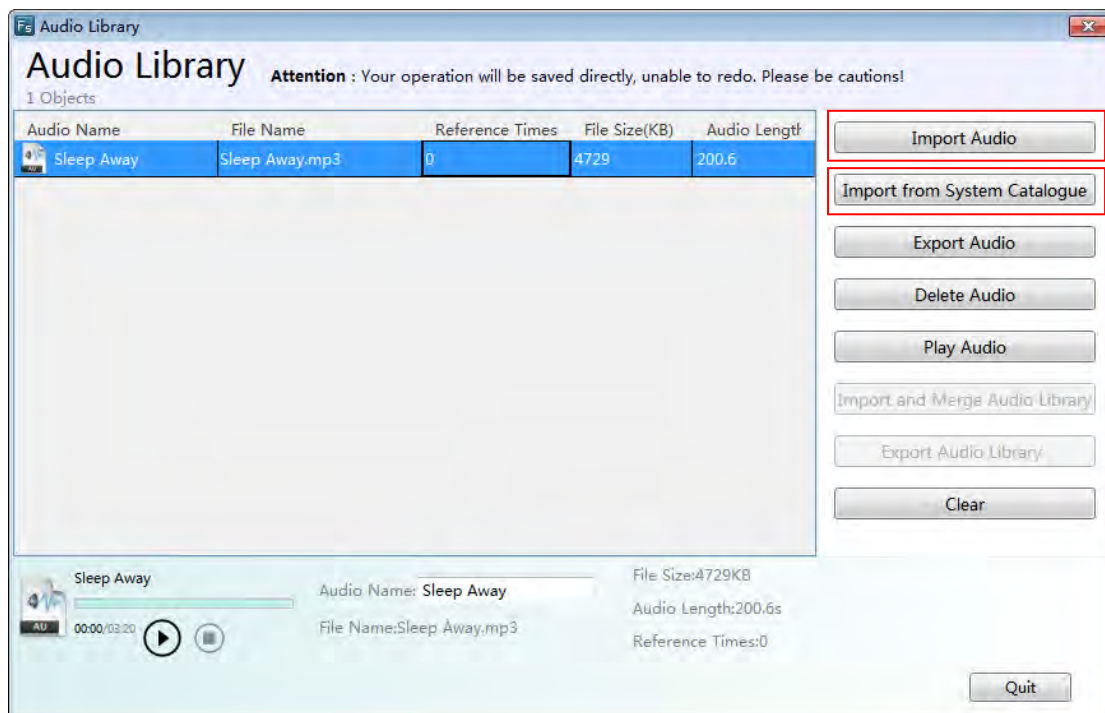 Fs Audio Library
Audio Library Attention : Your operation will be saved directly, unable to redo. Please be cautions!
1 Objects
Audio Name File Name Reference Times File Size(KB) Audio Length
Sleep Away Sleep Away.mp3 0 4729 200.6
Import Audio
Import from System Catalogue
Export Audio
Delete Audio
Play Audio
Import and Merge Audio Library
Export Audio Library
Clear
Sleep Away
AU
00:00/03:20
Audio Name: Sleep Away
File Name:Sleep Away.mp3
File Size:4729KB
Audio Length:200.6s
Reference Times:0
Quit